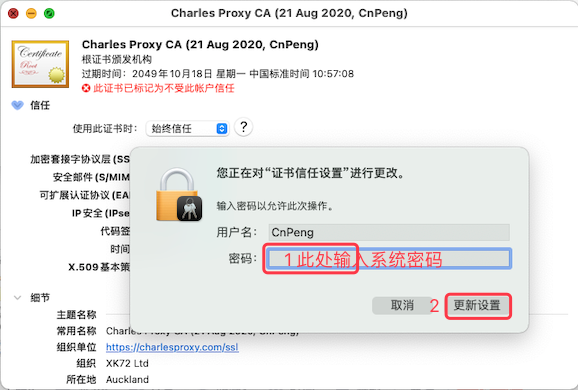 Charles Proxy CA (21 Aug 2020, CnPeng)
Certificate
Root
Charles Proxy CA (21 Aug 2020, CnPeng)
根证书颁发机构
过期时间：2049年10月18日 星期一 中国标准时间 10:57:08
此证书已标记为不受此帐户信任
信任
使用此证书时： 始终信任 ?
加密套接字协议层 (SS
安全邮件 (S/MIM
可扩展认证协议 (EA
IP 安全 (IPse
代码签
时间
X.509 基本策
您正在对“证书信任设置”进行更改。
输入密码以允许此次操作。
用户名： CnPeng
密码： 1此处输入系统密码
取消 2 更新设置
细节
主题名称
常用名称 Charles Proxy CA (21 Aug 2020, CnPeng)
组织单位 https://charlesproxy.com/ssl
组织 XK72 Ltd
所在地 Auckland